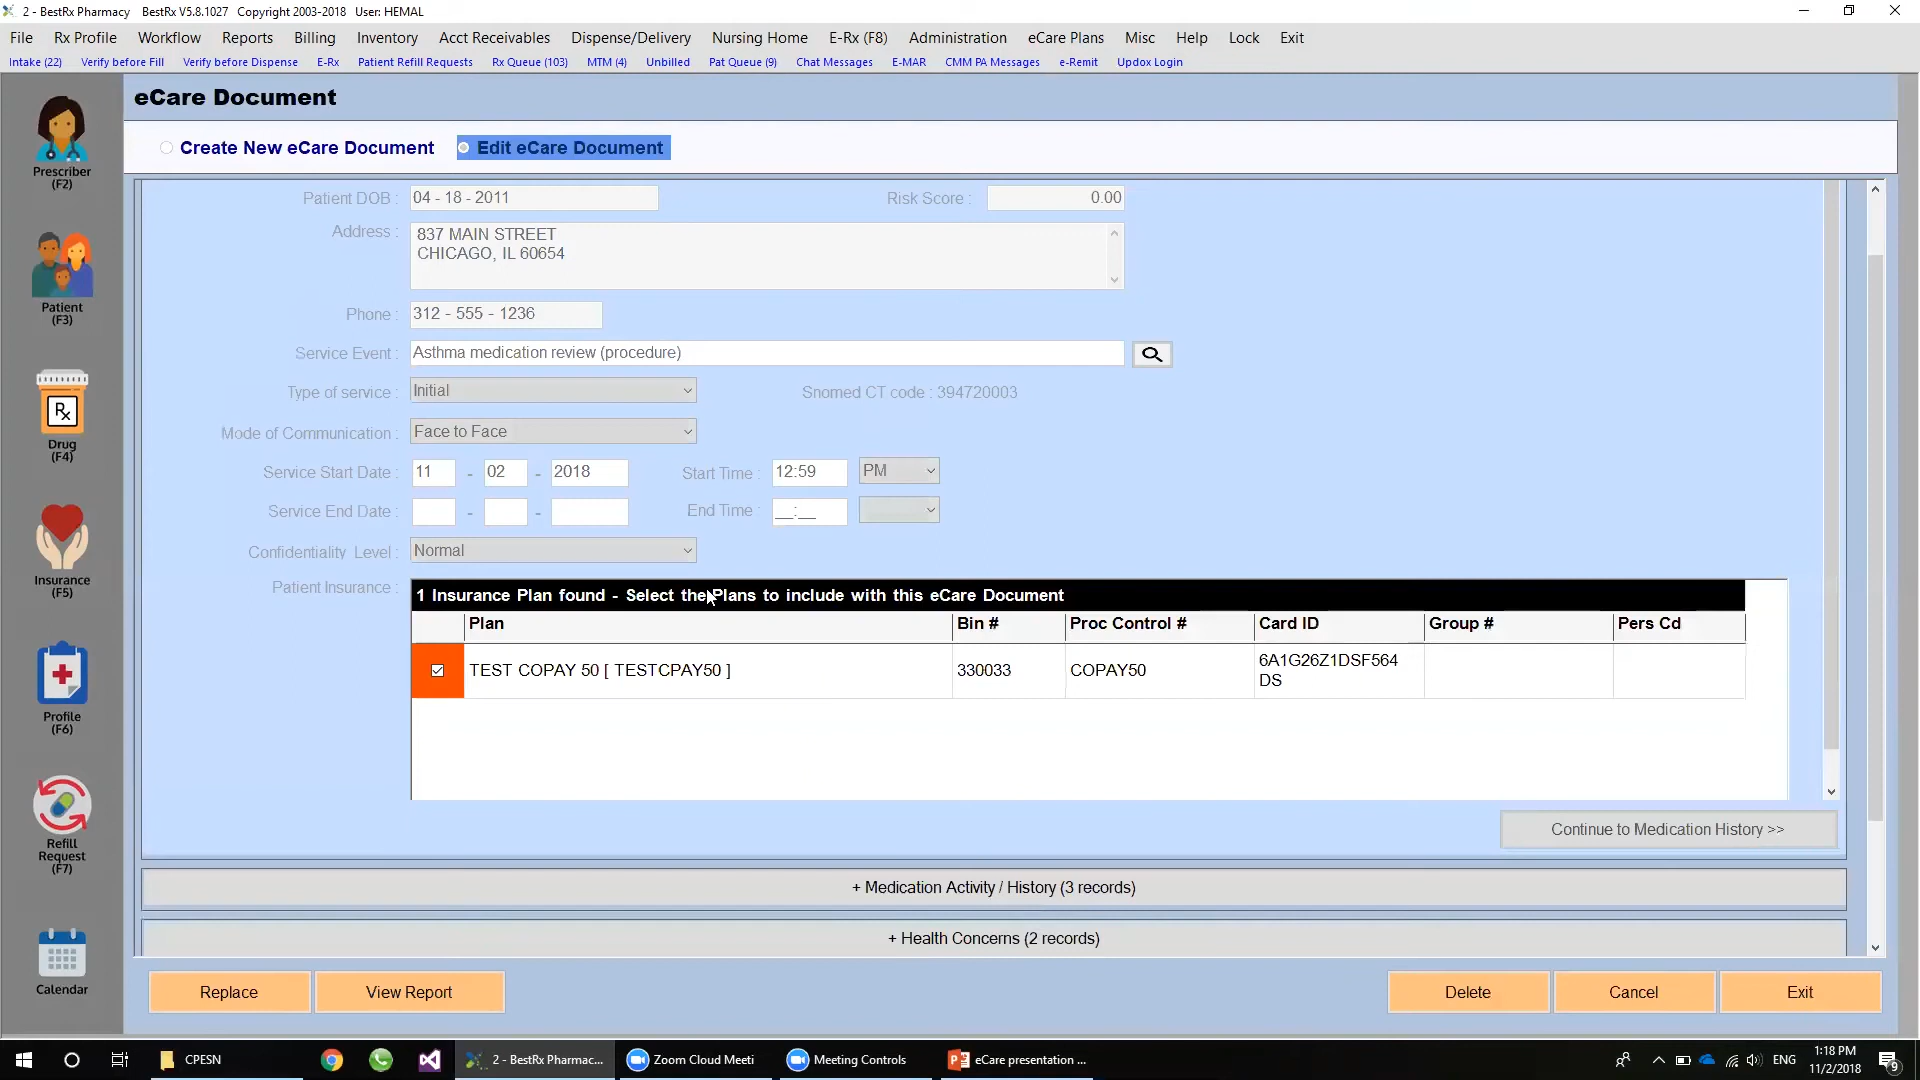 2 - BestRx Pharmacy BestRx V5.8.1027 Copyright 2003-2018 User: HEMAL
File Rx Profile Workflow Reports Billing Inventory Acct Receivables Dispense/Delivery Nursing Home E-Rx (F8) Administration eCare Plans Misc Help Lock Exit
Intake (22) Verify before Fill Verify before Dispense E-Rx Patient Refill Requests Rx Queue (103) MTM (4) Unbilled Pat Queue (9) Chat Messages E-MAR CMM PA Messages e-Remit Updox Login
Prescriber
(F2)
Patient
(F3)
Rx
Drug
(F4)
Insurance
(F5)
Profile
(F6)
Refill
Request
(F7)
Calendar
eCare Document
Create New eCare Document Edit eCare Document
Patient DOB : 04 - 18 - 2011 Risk Score : 0.00
Address : 837 MAIN STREET
CHICAGO, IL 60654
Phone : 312 - 555 - 1236
Service Event : Asthma medication review (procedure)
Type of service : Initial Snomed CT code : 394720003
Mode of Communication : Face to Face
Service Start Date : 11 - 02 - 2018 Start Time : 12:59 PM
Service End Date : - - End Time : __:__
Confidentiality Level : Normal
Patient Insurance : 1 Insurance Plan found - Select the Plans to include with this eCare Document
Plan Bin # Proc Control # Card ID Group # Pers Cd
TEST COPAY 50 [ TESTCPAY50 ] 330033 COPAY50 6A1G26Z1DSF564
DS
Continue to Medication History >>
+ Medication Activity / History (3 records)
+ Health Concerns (2 records)
Replace View Report Delete Cancel Exit
CPESN 2 - BestRx Pharmac... Zoom Cloud Meeti Meeting Controls eCare presentation ... ENG 1:18 PM
11/2/2018
9